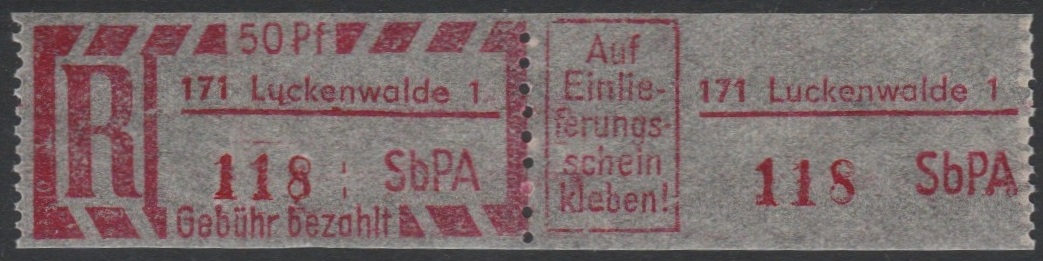 50 Pf
R
171 Luckenwalde 1
118 SbPA
Gebühr bezahlt
Auf
Einlie-
ferungs-
schein
kleben!
171 Luckenwalde 1
118 SbPA